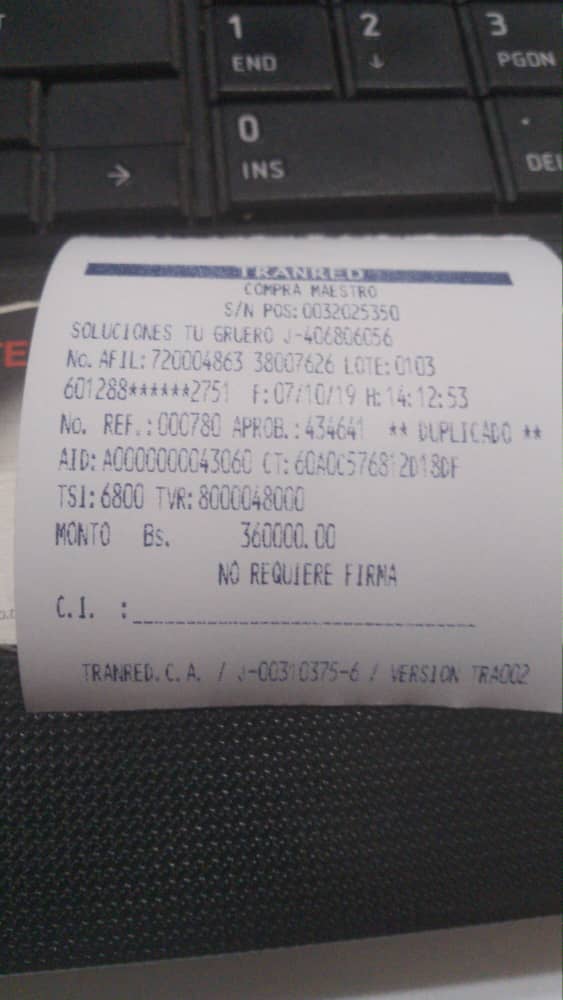 1 2 3
END ↓ PGDN
0 .
INS DEL
→
TRANRED
COMPRA MAESTRO
S/N POS: 0032025350
SOLUCIONES TU GRUERO J-406806056
No. AFIL: 720004863 38007626 LOTE: 0103
601288******2751 F: 07/10/19 H: 14:12:53
No. REF.: 000780 APROB.: 434641 ** DUPLICADO **
AID: A0000000043060 CT: 60A0C576812D18DF
TSI: 6800 TVR: 8000048000
MONTO Bs. 360000.00
NO REQUIERE FIRMA
C.I. :
TRANRED.C.A. / J-00310375-6 / VERSION TRA002